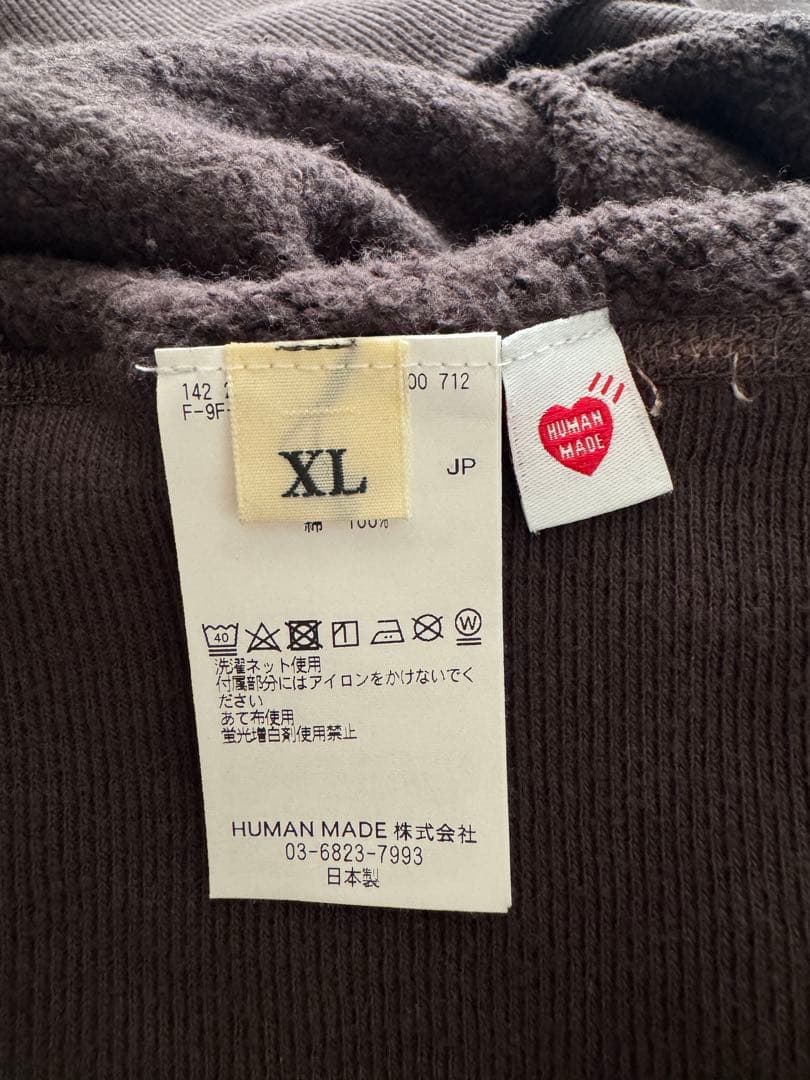 142
00 712
F-9F-
XL
JP
綿 100%
HUMAN
MADE
40
W
洗濯ネット使用
付属部分にはアイロンをかけないでく
ださい
あて布使用
蛍光増白剤使用禁止
HUMAN MADE 株式会社
03-6823-7993
日本製